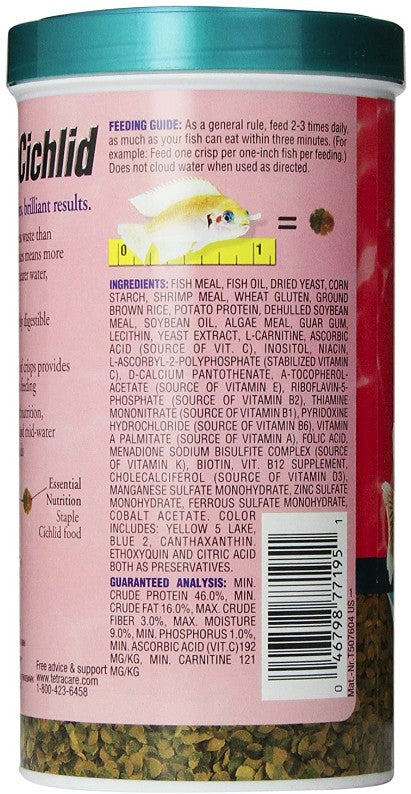 Cichlid
brilliant results.
waste than
means more
water,
digestible
crisps provides
feeding
nutrition,
mid-water
Essential
Nutrition
Staple
Cichlid food
Free advice & support
www.tetracare.com
1-800-423-6458
FEEDING GUIDE: As a general rule, feed 2-3 times daily,
as much as your fish can eat within three minutes. (For
example: Feed one crisp per one-inch fish per feeding.)
Does not cloud water when used as directed.
=
0 1
INGREDIENTS: FISH MEAL, FISH OIL, DRIED YEAST, CORN
STARCH, SHRIMP MEAL, WHEAT GLUTEN, GROUND
BROWN RICE, POTATO PROTEIN, DEHULLED SOYBEAN
MEAL, SOYBEAN OIL, ALGAE MEAL, GUAR GUM,
LECITHIN, YEAST EXTRACT, L-CARNITINE, ASCORBIC
ACID (SOURCE OF VIT. C), INOSITOL, NIACIN,
L-ASCORBYL-2-POLYPHOSPHATE (STABILIZED VITAMIN
C), D-CALCIUM PANTOTHENATE, A-TOCOPHEROL-
ACETATE (SOURCE OF VITAMIN E), RIBOFLAVIN-5-
PHOSPHATE (SOURCE OF VITAMIN B2), THIAMINE
MONONITRATE (SOURCE OF VITAMIN B1), PYRIDOXINE
HYDROCHLORIDE (SOURCE OF VITAMIN B6), VITAMIN
A PALMITATE (SOURCE OF VITAMIN A), FOLIC ACID,
MENADIONE SODIUM BISULFITE COMPLEX (SOURCE OF
VITAMIN K), BIOTIN, VIT. B12 SUPPLEMENT,
CHOLECALCIFEROL (SOURCE OF VITAMIN D3),
MANGANESE SULFATE MONOHYDRATE, ZINC SULFATE
MONOHYDRATE, FERROUS SULFATE MONOHYDRATE,
COBALT ACETATE. COLOR
INCLUDES: YELLOW 5 LAKE,
BLUE 2, CANTHAXANTHIN,
ETHOXYQUIN AND CITRIC ACID
BOTH AS PRESERVATIVES.
GUARANTEED ANALYSIS: MIN.
CRUDE PROTEIN 46.0%, MIN.
CRUDE FAT 16.0%, MAX. CRUDE
FIBER 3.0%, MAX. MOISTURE
9.0%, MIN. PHOSPHORUS 1.0%,
MIN. ASCORBIC ACID (VIT.C)192
MG/KG, MIN. CARNITINE 121
MG/KG
0 46798 77195 1
Mat.-Nr. T507604 US